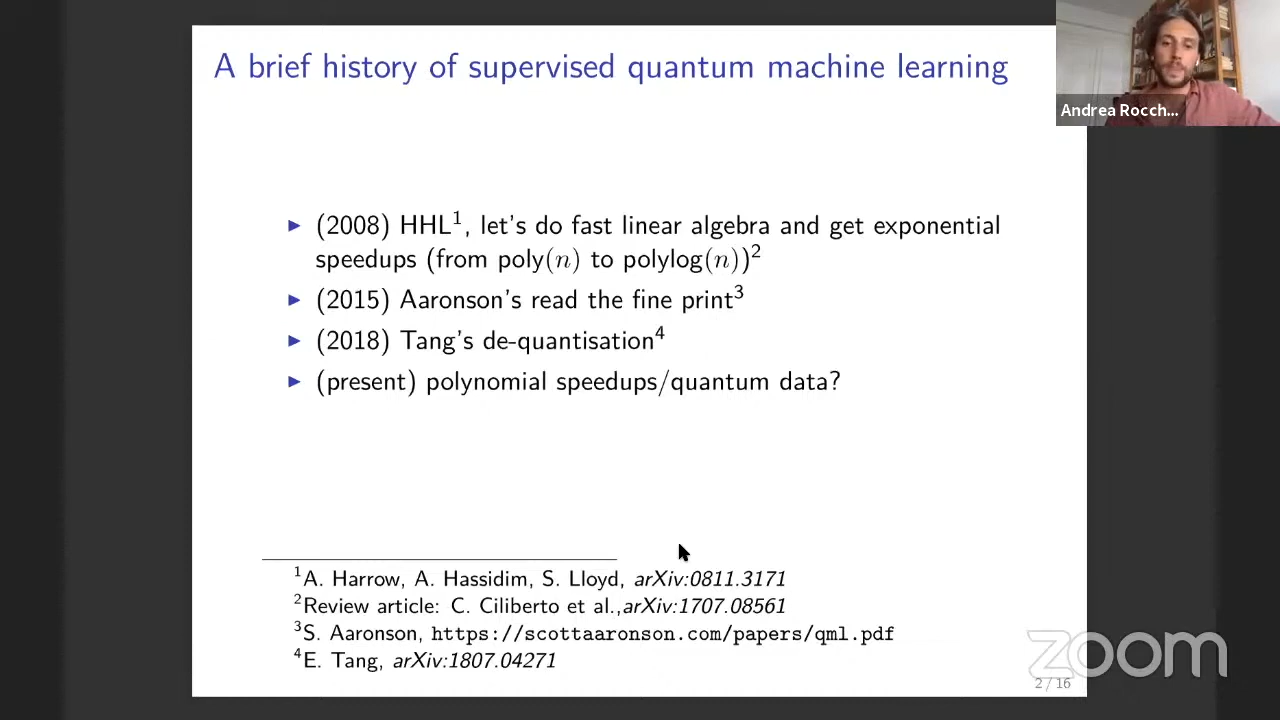 A brief history of supervised quantum machine learning
Andrea Rocch...
▶ (2008) HHL¹, let's do fast linear algebra and get exponential
speedups (from poly(n) to polylog(n))²
▶ (2015) Aaronson's read the fine print³
▶ (2018) Tang's de-quantisation⁴
▶ (present) polynomial speedups/quantum data?
¹A. Harrow, A. Hassidim, S. Lloyd, arXiv:0811.3171
²Review article: C. Ciliberto et al.,arXiv:1707.08561
³S. Aaronson, https://scottaaronson.com/papers/qml.pdf
⁴E. Tang, arXiv:1807.04271
zoom
2 / 16